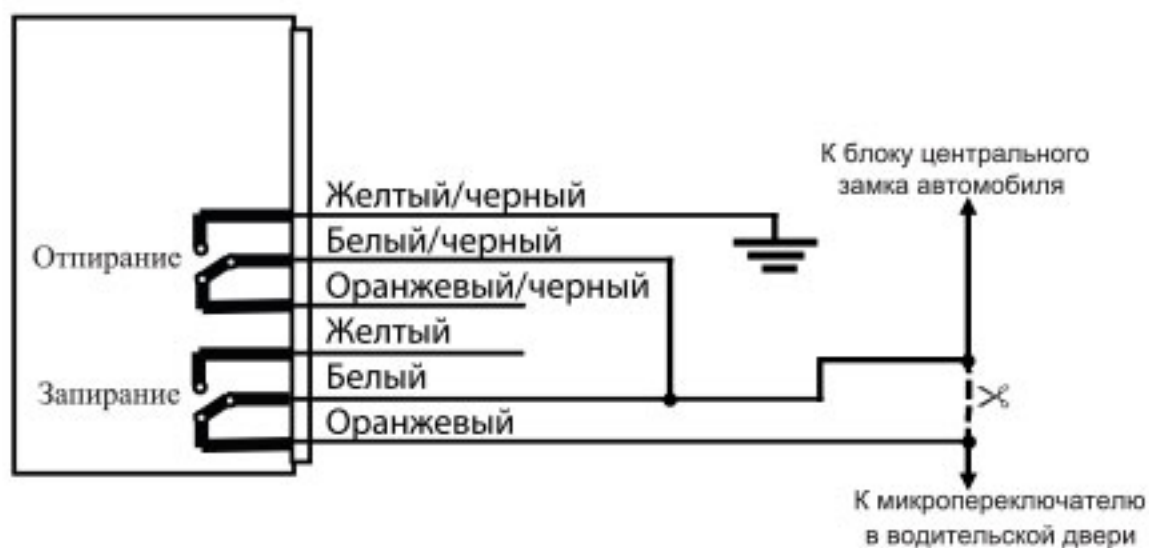 К блоку центрального
замка автомобиля
Желтый/черный
Белый/черный
Отпирание
Оранжевый/черный
Желтый
Белый
Запирание
Оранжевый
К микропереключателю
в водительской двери